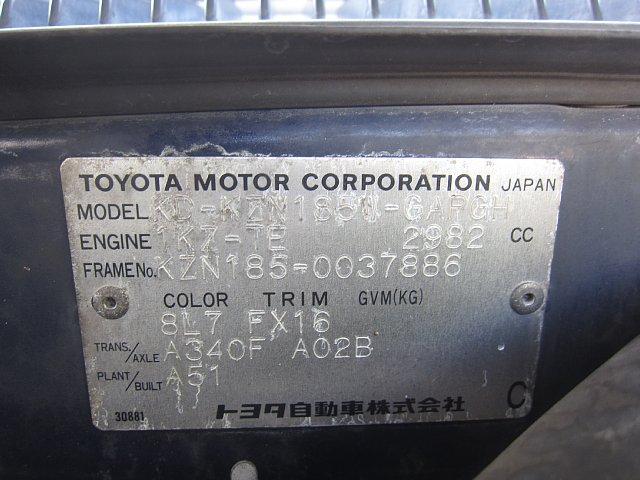 TOYOTA MOTOR CORPORATION JAPAN
MODEL KD-KZN185W-GAPGH
ENGINE 1KZ-TE 2982 CC
FRAME No. KZN185-0037886
COLOR TRIM GVM(KG)
8L7 FX16
TRANS./AXLE A340F A02B
PLANT/BUILT A51
30881 トヨタ自動車株式会社 C